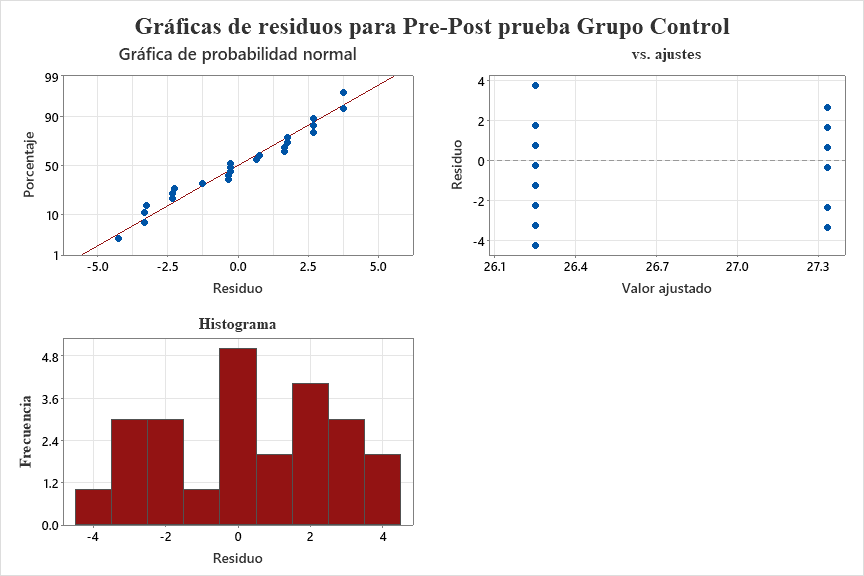 Gráficas de residuos para Pre-Post prueba Grupo Control
Gráfica de probabilidad normal
99
90
50
10
1
Porcentaje
-5.0 -2.5 0.0 2.5 5.0
Residuo
vs. ajustes
4
2
0
-2
-4
Residuo
26.1 26.4 26.7 27.0 27.3
Valor ajustado
Histograma
4.8
3.6
2.4
1.2
0.0
Frecuencia
-4 -2 0 2 4
Residuo